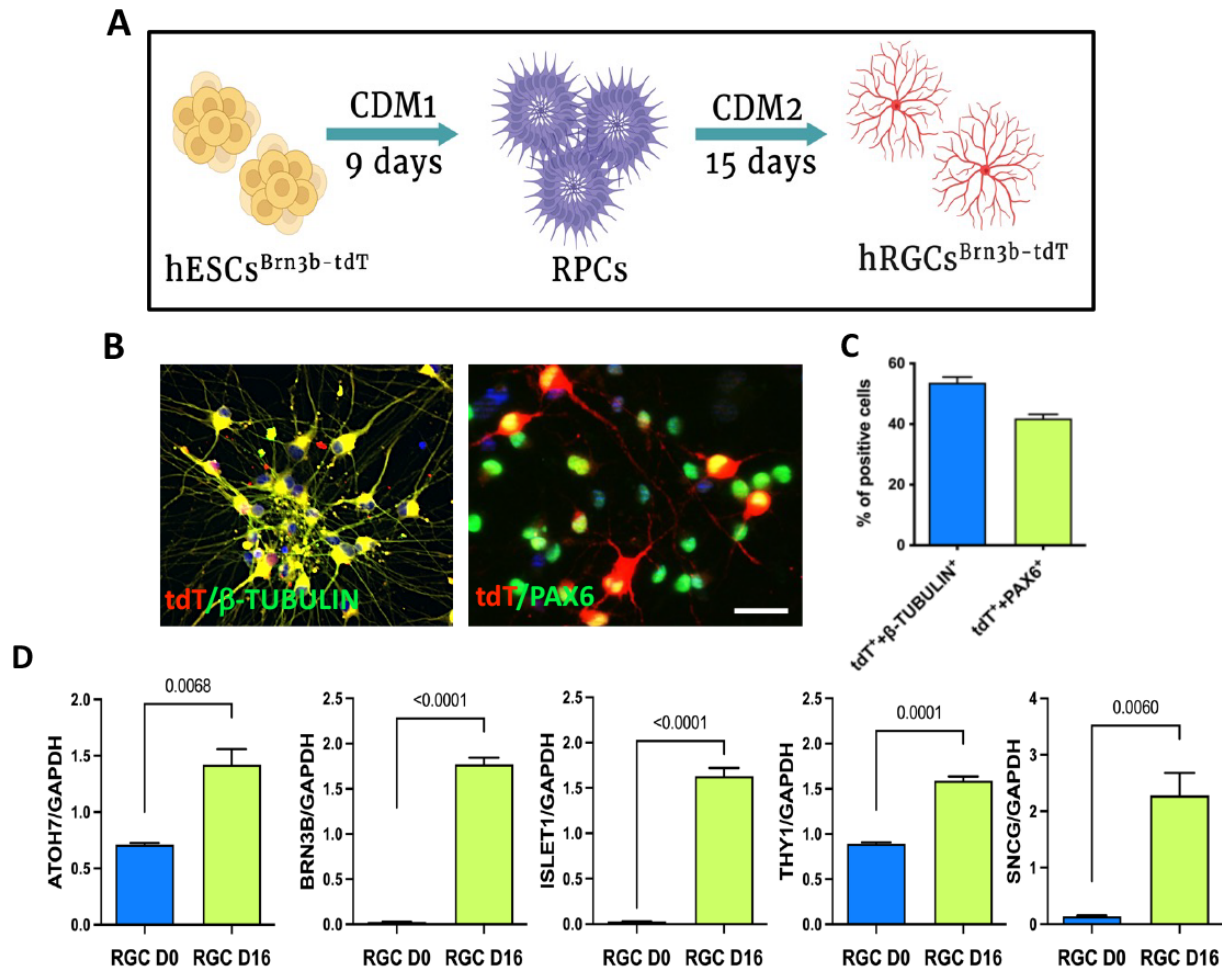 A
CDM1
9 days
CDM2
15 days
hESCsBrn3b-tdT
RPCs
hRGCsBrn3b-tdT
B
tdT/β-TUBULIN
tdT/PAX6
C
% of positive cells
60
40
20
0
tdT++β-TUBULIN+
tdT++PAX6+
D
ATOH7/GAPDH
2.0
1.5
1.0
0.5
0.0
0.0068
RGC D0 RGC D16
BRN3B/GAPDH
2.5
2.0
1.5
1.0
0.5
0.0
<0.0001
RGC D0 RGC D16
ISLET1/GAPDH
2.5
2.0
1.5
1.0
0.5
0.0
<0.0001
RGC D0 RGC D16
THY1/GAPDH
2.5
2.0
1.5
1.0
0.5
0.0
0.0001
RGC D0 RGC D16
SNCG/GAPDH
4
3
2
1
0
0.0060
RGC D0 RGC D16